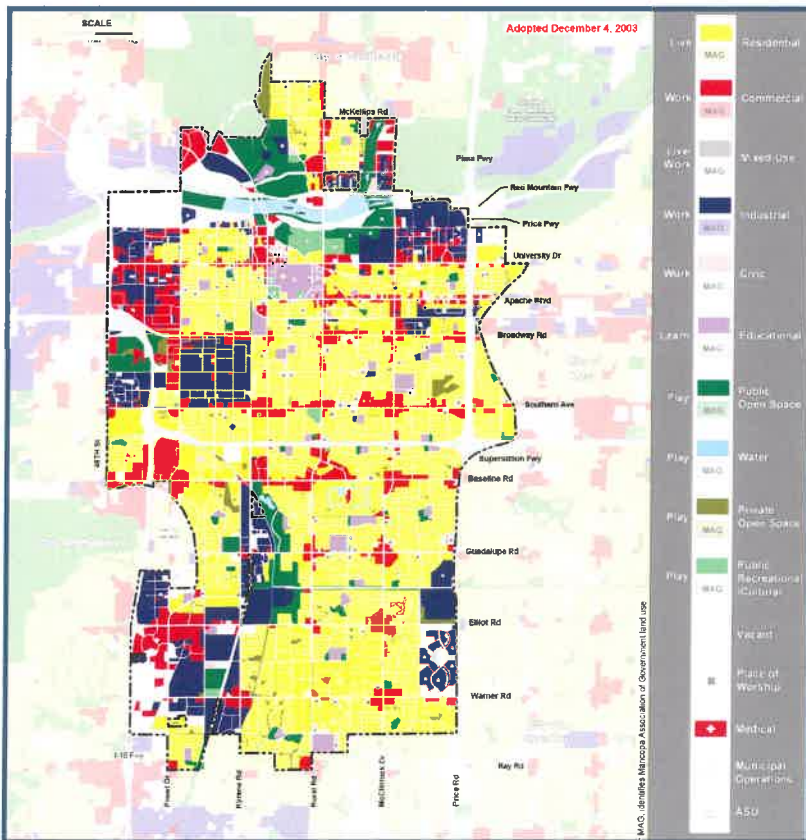 SCALE
Adopted December 4, 2003
McKellips Rd
Pima Pwy
Red Mountain Pwy
Price Pwy
University Dr
Apache Blvd
Broadway Rd
Southern Ave
48TH St
Superstition Pwy
Baseline Rd
Guadalupe Rd
Elliot Rd
Warner Rd
Ray Rd
Priest Dr
Kyrene Rd
Rural Rd
McClintock Dr
Price Rd
MAG, identifies Maricopa Association of Government land use
Live
Residential
MAG
Work
Commercial
MAG
Live
Work
Mixed-Use
MAG
Work
Industrial
MAG
Work
Civic
MAG
Learn
Educational
MAG
Play
Public
Open Space
MAG
Play
Water
MAG
Play
Private
Open Space
MAG
Play
Public
Recreational
/Cultural
MAG
Vacant
Place of
Worship
Medical
Municipal
Operations
ASU